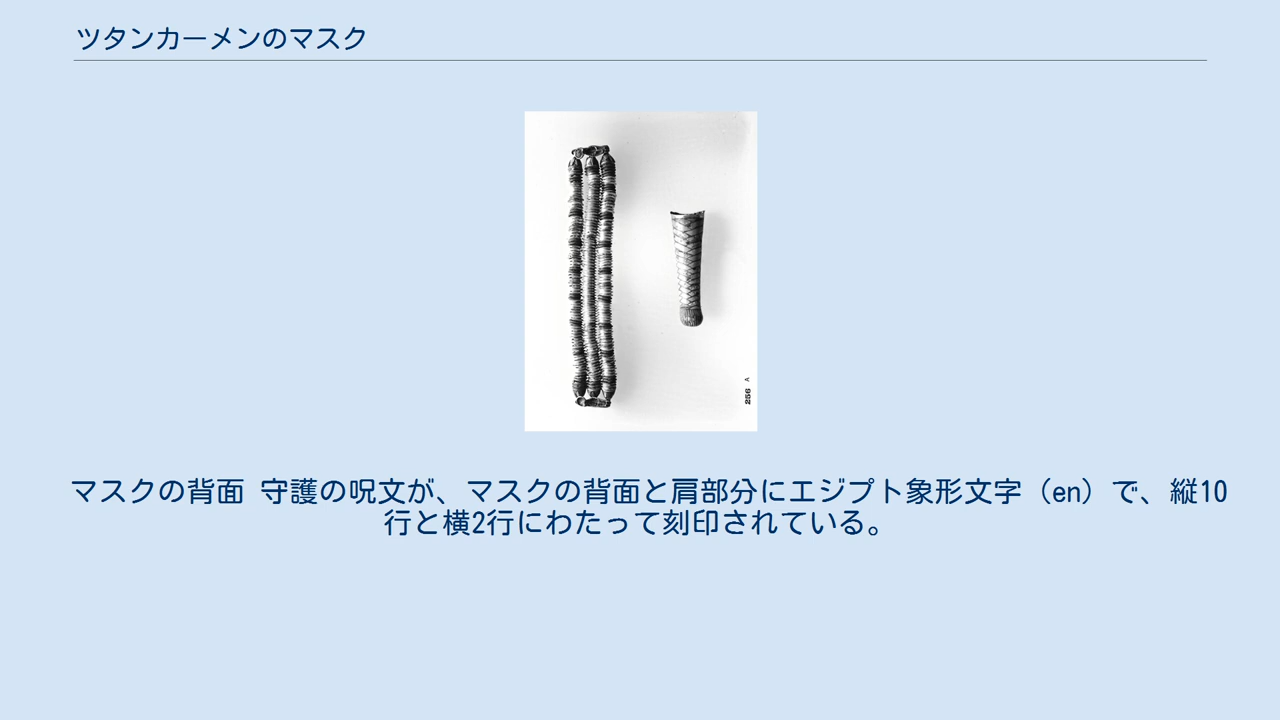 ツタンカーメンのマスク
256 A
マスクの背面 守護の呪文が、マスクの背面と肩部分にエジプト象形文字（en）で、縦10
行と横2行にわたって刻印されている。